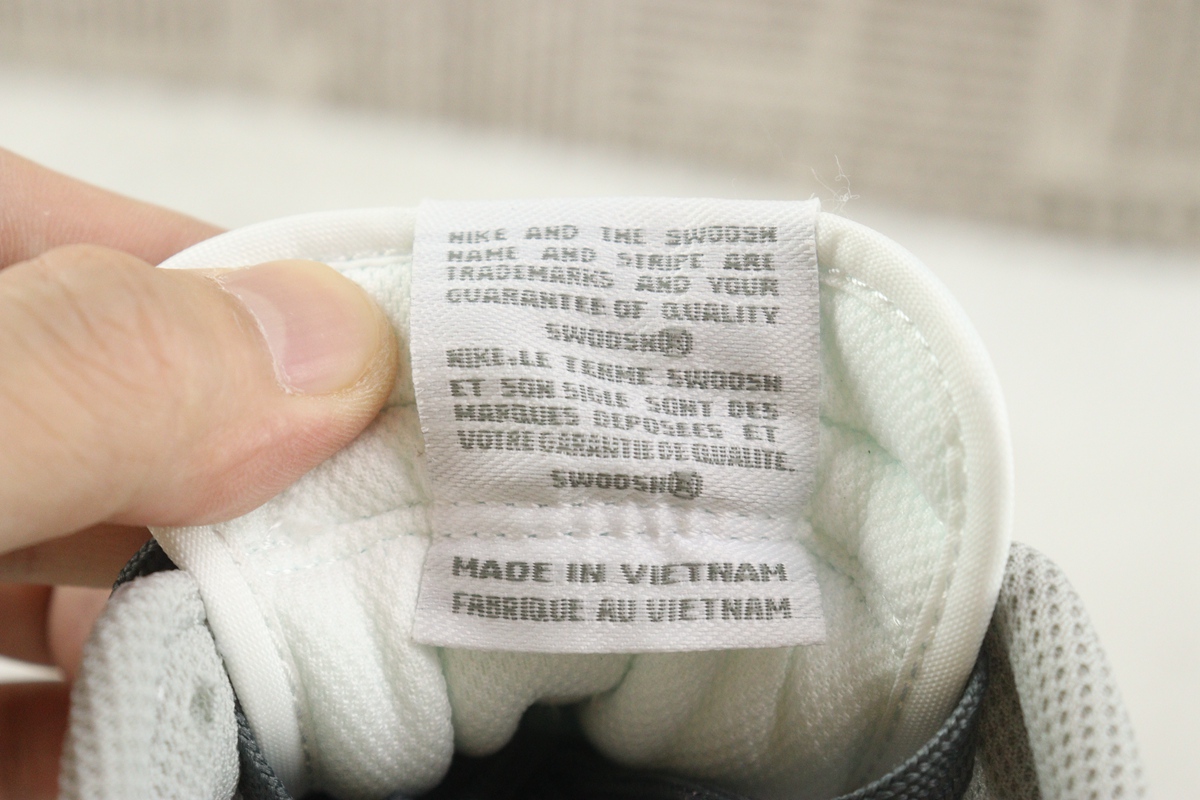 NIKE AND THE SWOOSH
NAME AND STRIPE ARE
TRADEMARKS AND YOUR
GUARANTEE OF QUALITY
SWOOSH®
NIKE.LE TERME SWOOSH
ET SON SIGLE SONT DES
MARQUES DEPOSEES ET
VOTRE GARANTIE DE QUALITE.
SWOOSH®
MADE IN VIETNAM
FABRIQUE AU VIETNAM